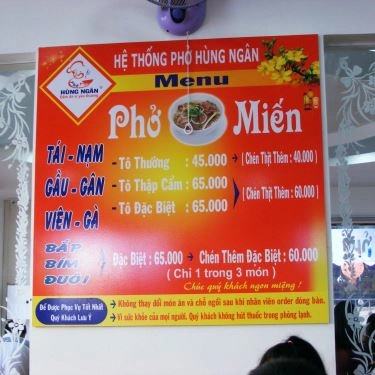 HỆ THỐNG PHỞ HÙNG NGÂN
HÙNG NGÂN
Menu
Phở Miến
TÁI - NẠM
GẦU - GÂN
VIÊN - GÀ
- Tô Thường : 45.000 ( Chén Thịt Thêm : 40.000 )
- Tô Thập Cẩm : 65.000
- Tô Đặc Biệt : 65.000
( Chén Thịt Thêm : 60.000 )
BẮP
BÍM
ĐUÔI
Đặc Biệt : 65.000 Chén Thêm Đặc Biệt : 60.000
( Chỉ 1 trong 3 món )
Chúc quý khách ngon miệng !
Để Được Phục Vụ Tốt Nhất
Quý Khách Lưu Ý
Không thay đổi món ăn và chỗ ngồi sau khi nhân viên order đóng bàn.
Vì sức khỏe của mọi người. Quý khách không hút thuốc trong phòng lạnh.